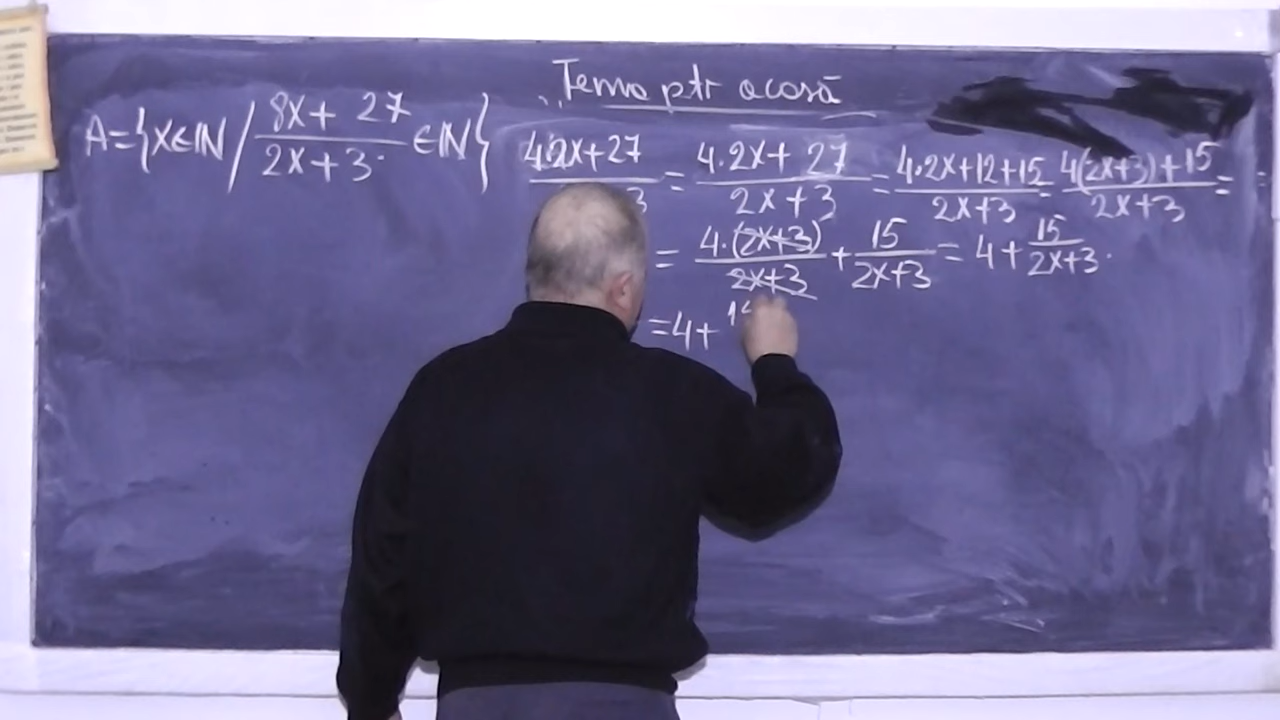 „Tema ptr acasă
A={x∈ℕ/ (8x+27)/(2x+3) ∈ℕ}
(4·2x+27)/(3) = (4·2x+27)/(2x+3) = (4·2x+12+15)/(2x+3) = (4(2x+3)+15)/(2x+3) =
= (4·(2x+3))/(2x+3) + 15/(2x+3) = 4+ 15/(2x+3).
=4+